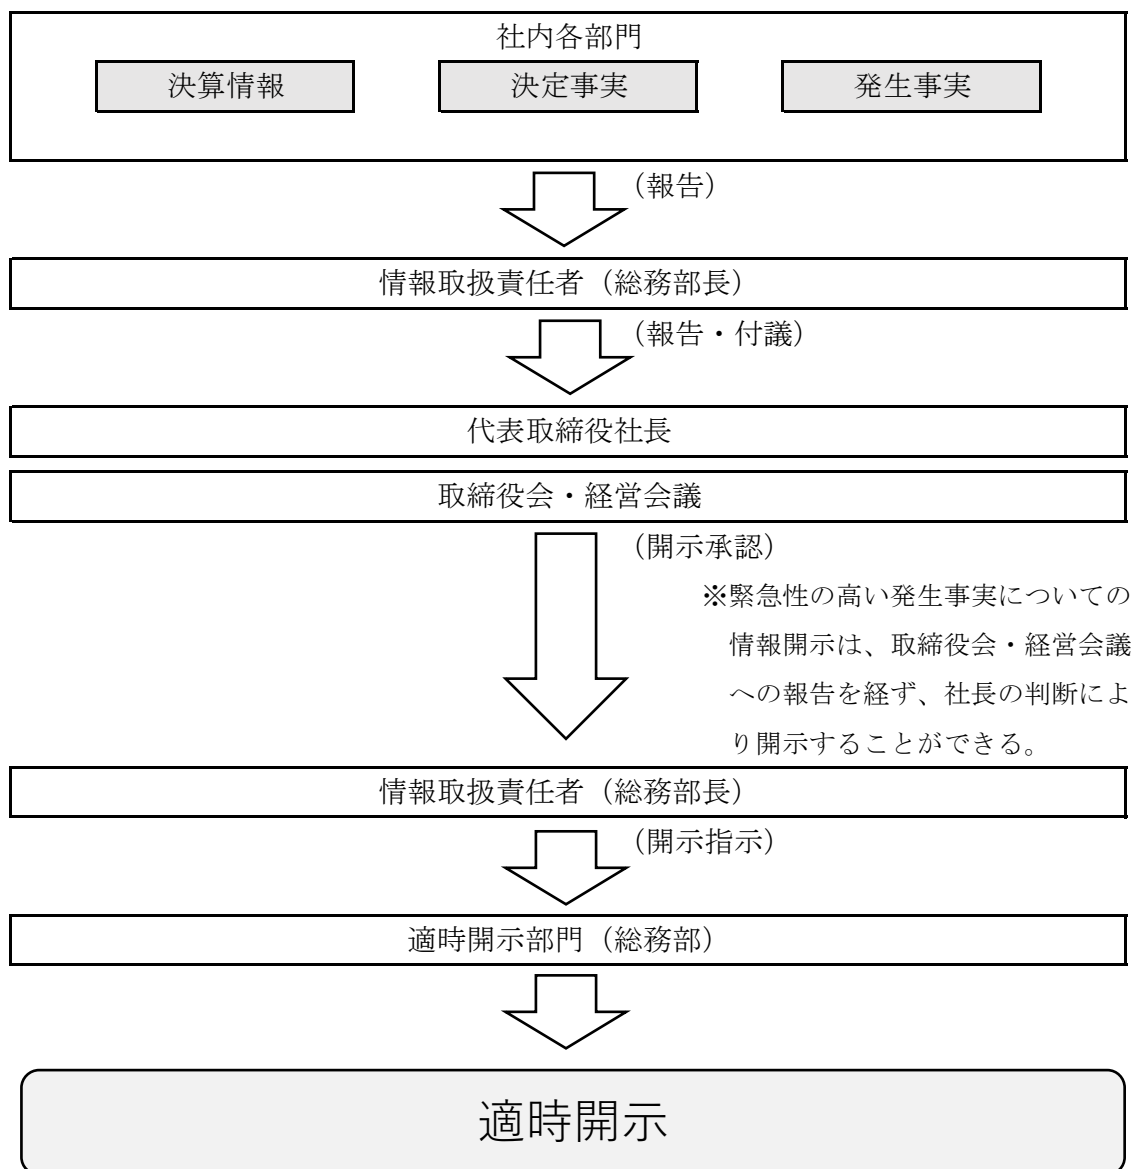 社内各部門
決算情報
決定事実
発生事実
（報告）
情報取扱責任者（総務部長）
（報告・付議）
代表取締役社長
取締役会・経営会議
（開示承認）
※緊急性の高い発生事実についての
情報開示は、取締役会・経営会議
への報告を経ず、社長の判断によ
り開示することができる。
情報取扱責任者（総務部長）
（開示指示）
適時開示部門（総務部）
適時開示